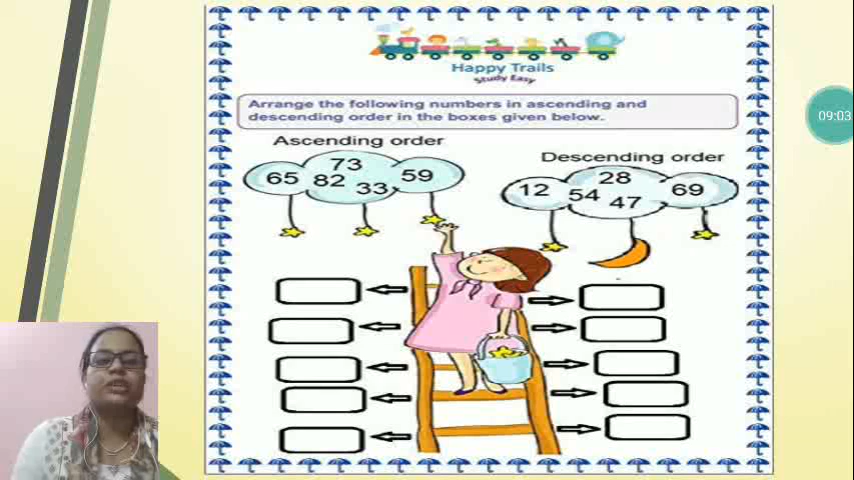 Happy Trails
Study Easy
Arrange the following numbers in ascending and
descending order in the boxes given below.
Ascending order
73
65 82 33 59
Descending order
28
12 54 47 69
09:03